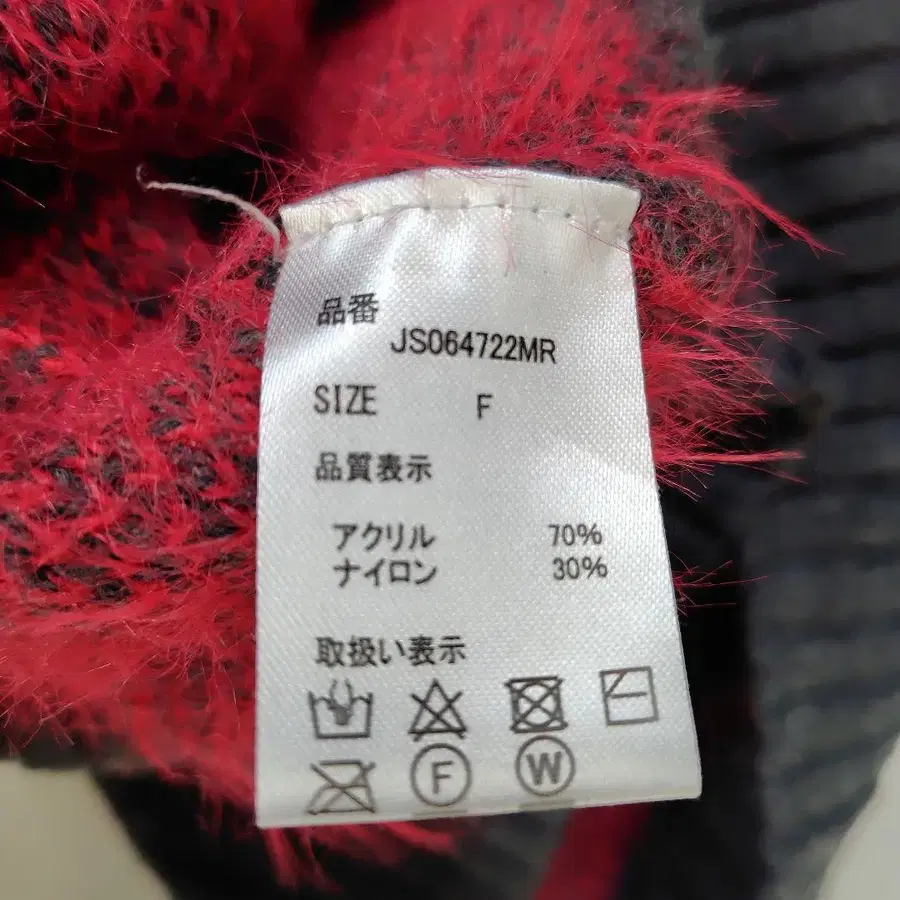 品番
JS064722MR
SIZE F
品質表示
アクリル 70%
ナイロン 30%
取扱い表示
F W